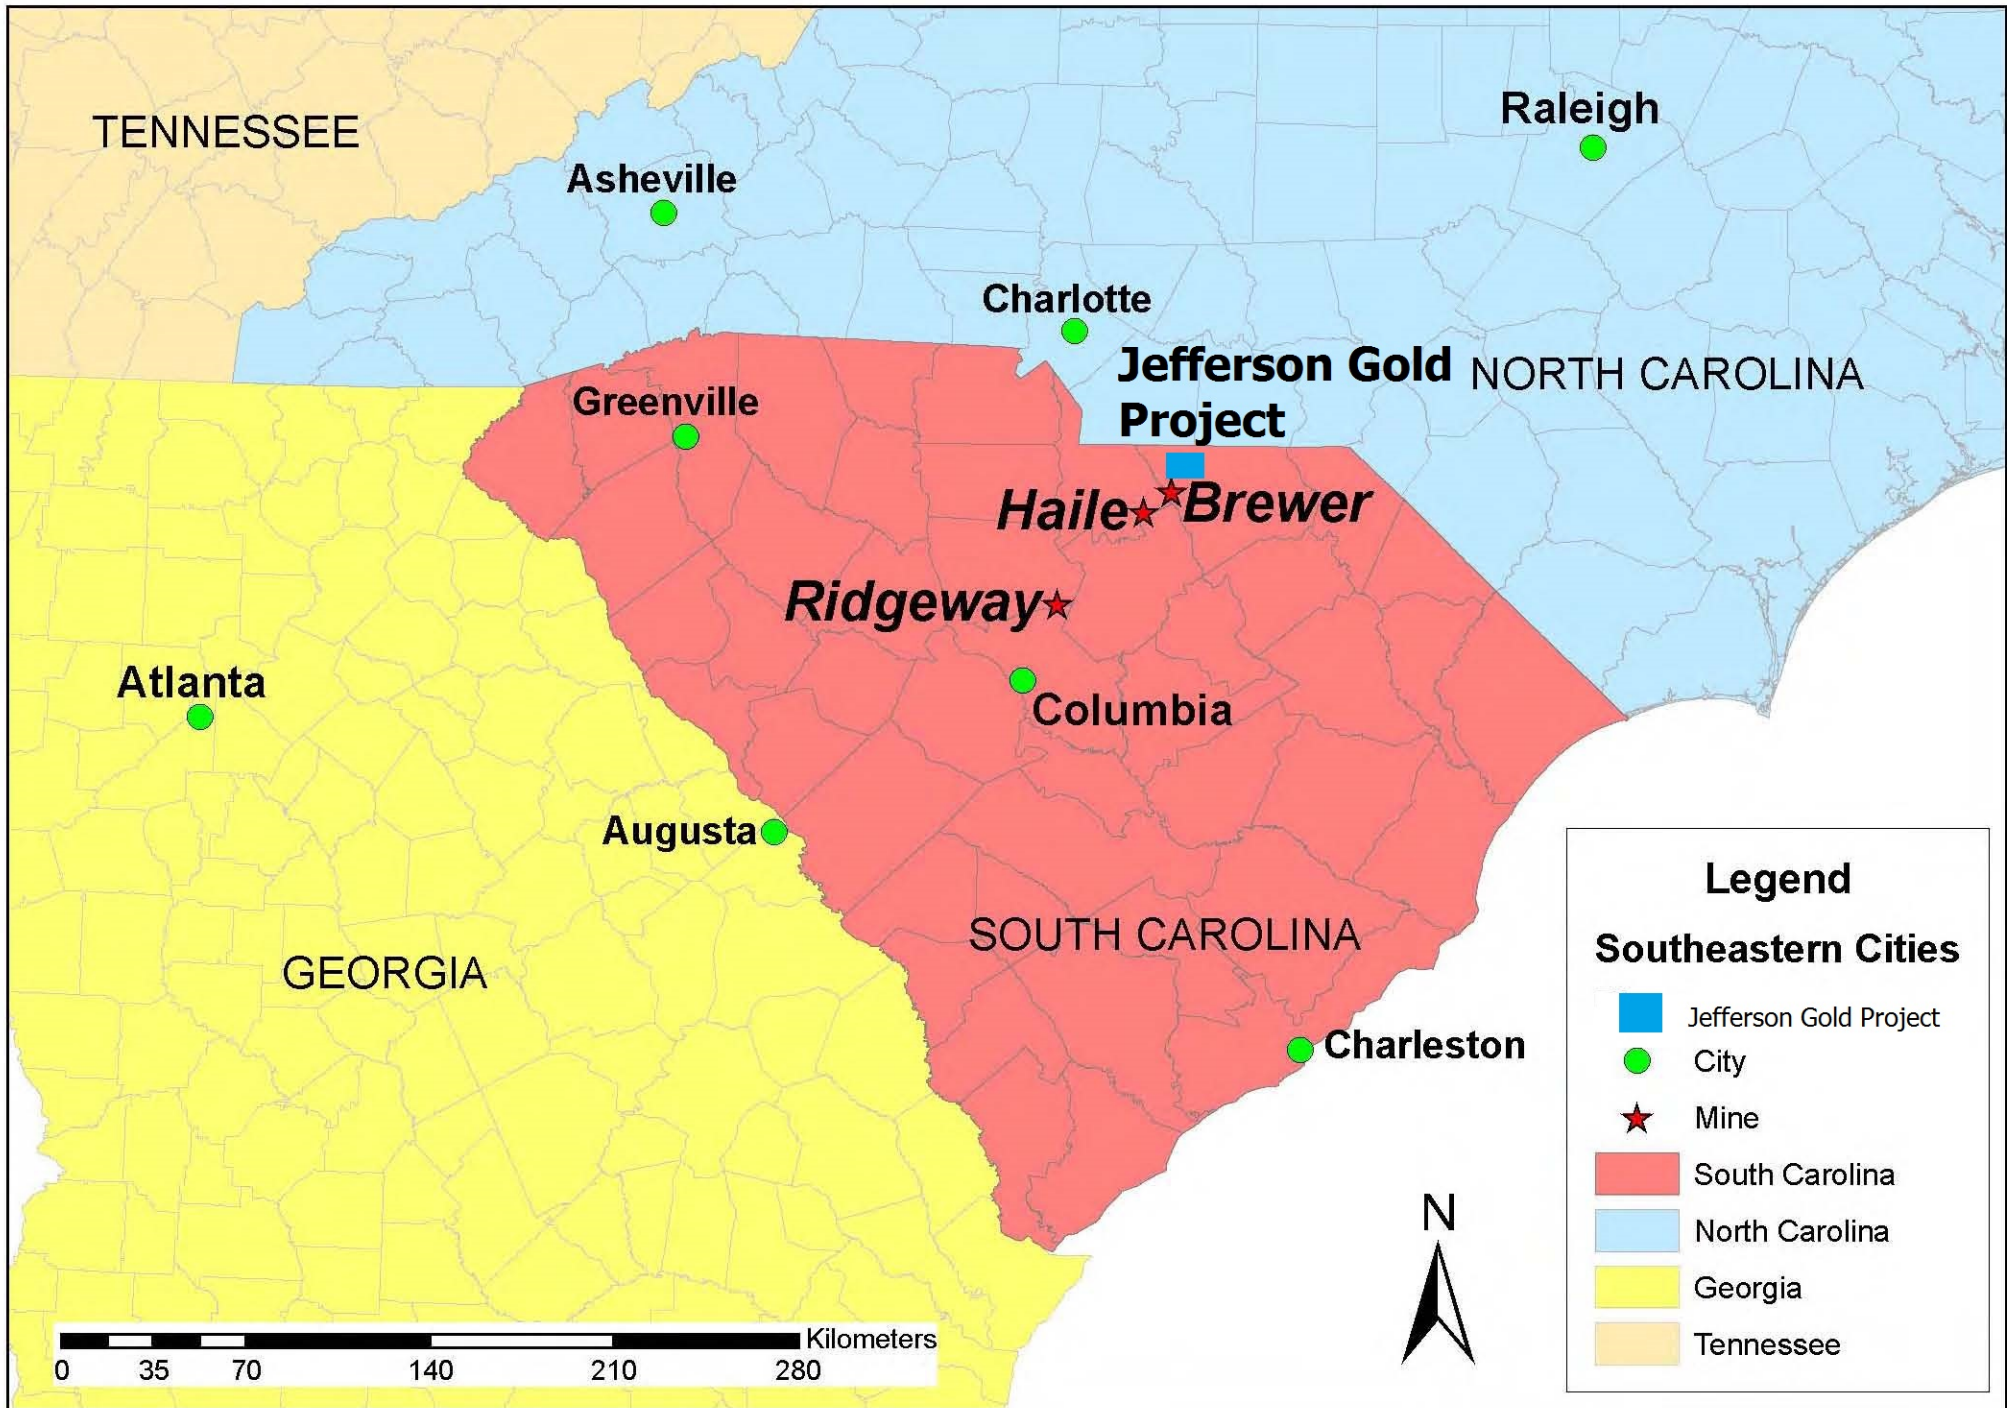 TENNESSEE
Raleigh
Asheville
Charlotte
Jefferson Gold
Project
NORTH CAROLINA
Greenville
Haile
Brewer
Ridgeway
Atlanta
Columbia
Augusta
SOUTH CAROLINA
GEORGIA
Charleston
Legend
Southeastern Cities
Jefferson Gold Project
City
Mine
South Carolina
North Carolina
Georgia
Tennessee
N
Kilometers
0 35 70 140 210 280